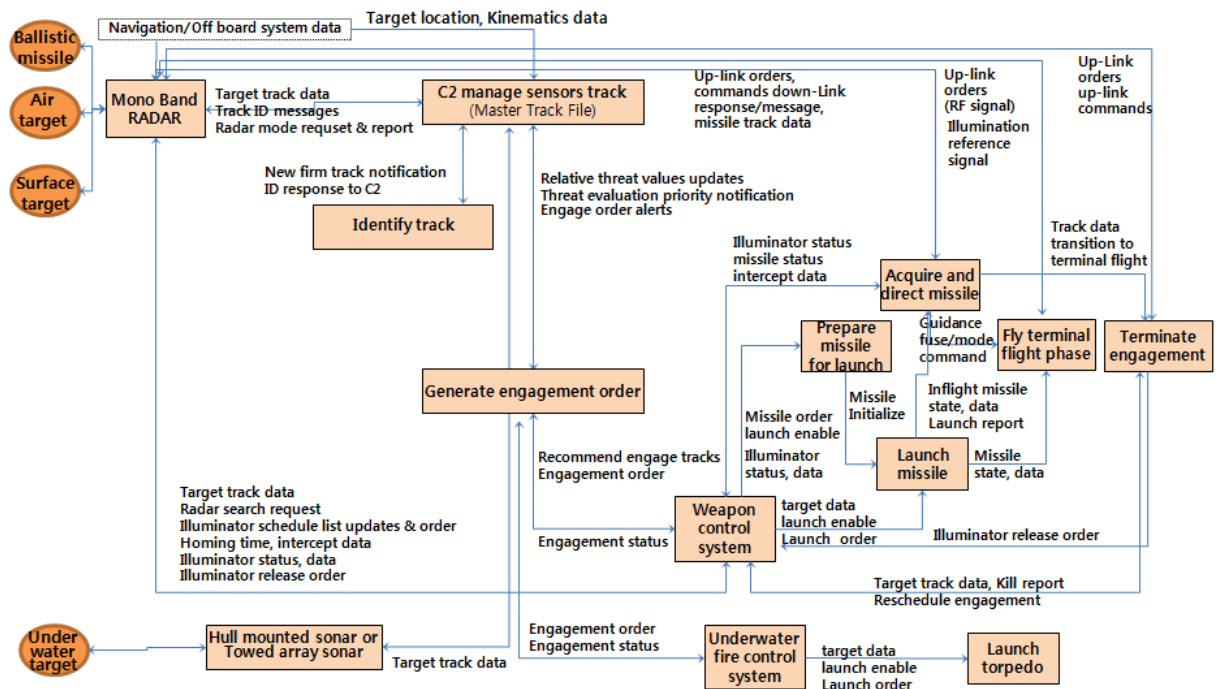 Navigation/Off board system data
Target location, Kinematics data
Ballistic
missile
Air
target
Surface
target
Mono Band
RADAR
Target track data
Track ID messages
Radar mode requset & report
C2 manage sensors track
(Master Track File)
Up-link orders,
commands down-Link
response/message,
missile track data
Up-link
orders
(RF signal)
Illumination
reference
signal
Up-Link
orders
up-link
commands
New firm track notification
ID response to C2
Identify track
Relative threat values updates
Threat evaluation priority notification
Engage order alerts
Illuminator status
missile status
intercept data
Acquire and
direct missile
Track data
transition to
terminal flight
Prepare
missile
for launch
Guidance
fuse/mode
command
Fly terminal
flight phase
Terminate
engagement
Generate engagement order
Missile
Initialize
Inflight missile
state, data
Launch report
Missile order
launch enable
Illuminator
status, data
Launch
missile
Missile
state, data
Recommend engage tracks
Engagement order
Engagement status
Target track data
Radar search request
Illuminator schedule list updates & order
Homing time, intercept data
Illuminator status, data
Illuminator release order
Weapon
control
system
target data
launch enable
Launch order
Illuminator release order
Target track data, Kill report
Reschedule engagement
Under
water
target
Hull mounted sonar or
Towed array sonar
Target track data
Engagement order
Engagement status
Underwater
fire control
system
target data
launch enable
Launch order
Launch
torpedo